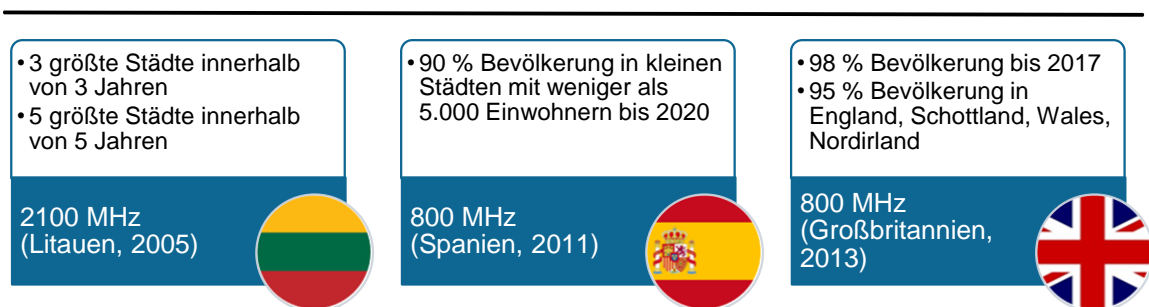 • 3 größte Städte innerhalb
von 3 Jahren
• 5 größte Städte innerhalb
von 5 Jahren
2100 MHz
(Litauen, 2005)
• 90 % Bevölkerung in kleinen
Städten mit weniger als
5.000 Einwohnern bis 2020
800 MHz
(Spanien, 2011)
• 98 % Bevölkerung bis 2017
• 95 % Bevölkerung in
England, Schottland, Wales,
Nordirland
800 MHz
(Großbritannien,
2013)